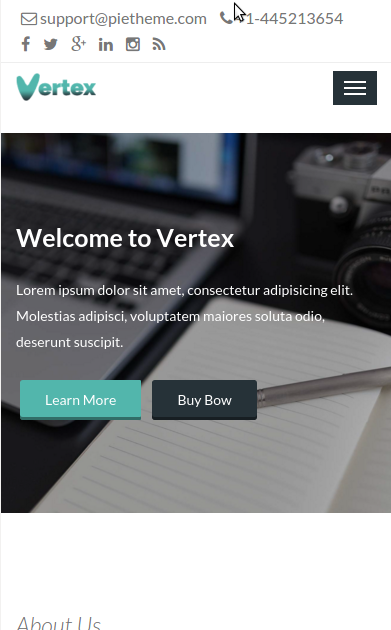 support@pietheme.com 1-445213654
Vertex
Welcome to Vertex
Lorem ipsum dolor sit amet, consectetur adipisicing elit.
Molestias adipisci, voluptatem maiores soluta odio,
deserunt suscipit.
Learn More Buy Bow
About Us